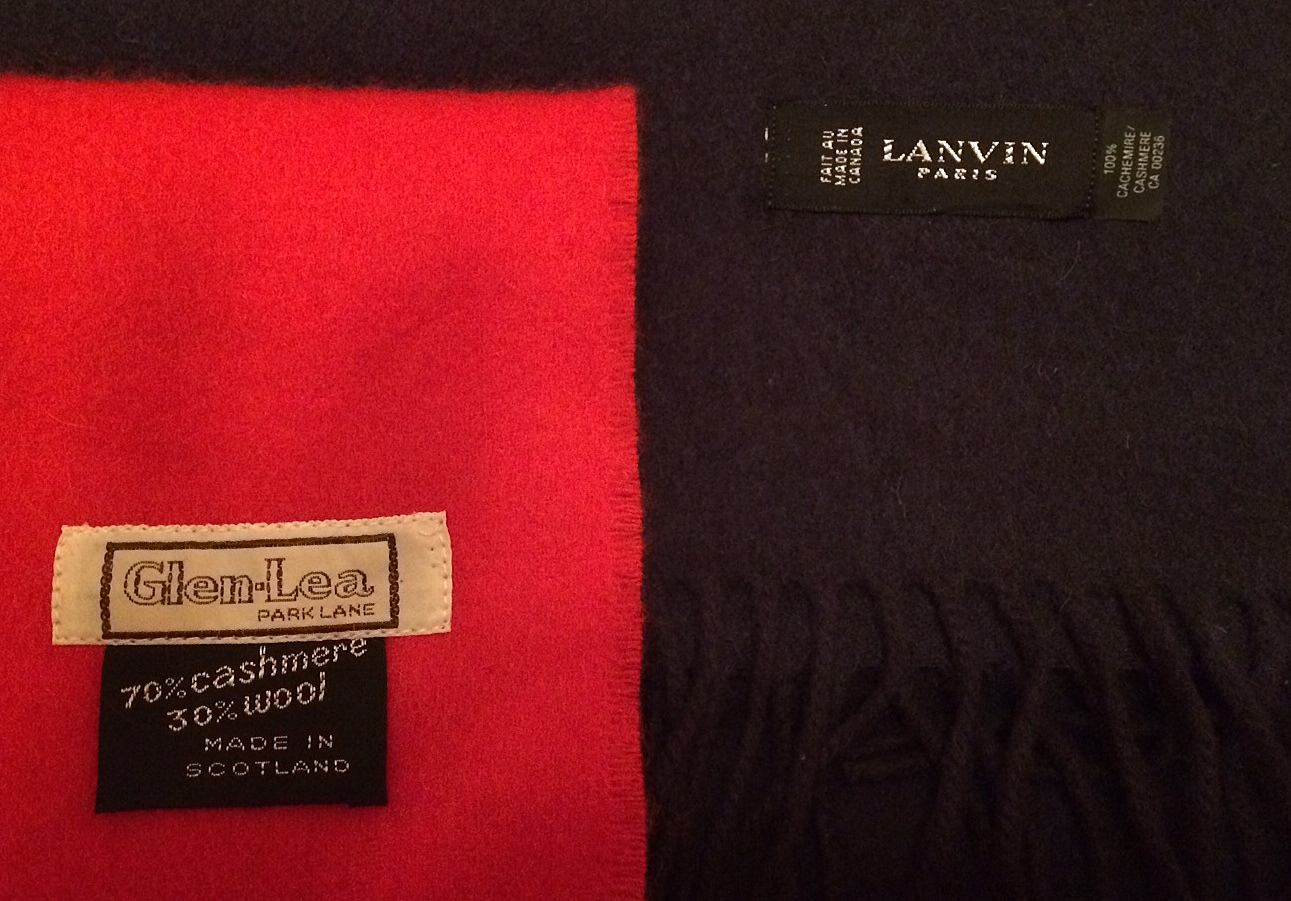 FAIT AU
MADE IN
CANADA
LANVIN
PARIS
100%
CACHEMIRE/
CASHMERE
CA 00236
Glen-Lea
PARK LANE
70% cashmere
30% wool
MADE IN
SCOTLAND